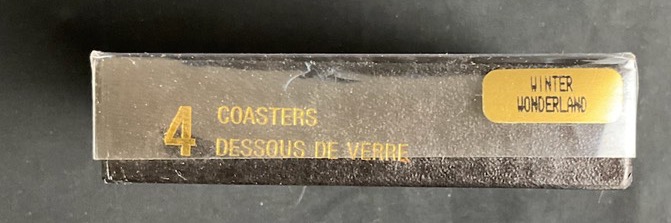 4 COASTERS
DESSOUS DE VERRE
WINTER
WONDERLAND